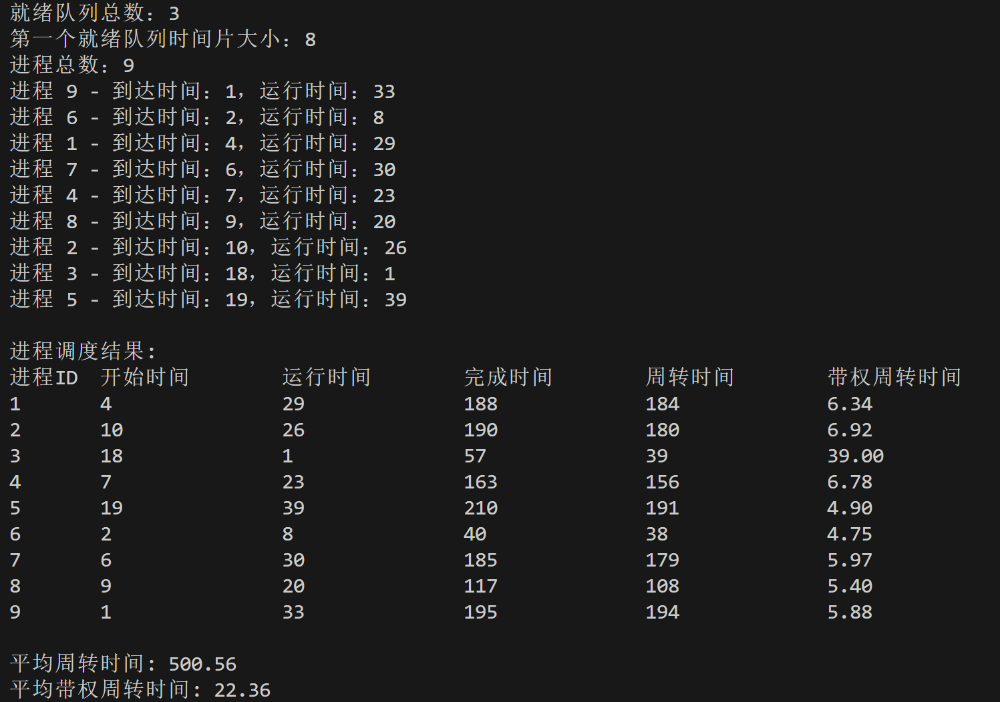 就绪队列总数：3
第一个就绪队列时间片大小：8
进程总数：9
进程 9 - 到达时间：1，运行时间：33
进程 6 - 到达时间：2，运行时间：8
进程 1 - 到达时间：4，运行时间：29
进程 7 - 到达时间：6，运行时间：30
进程 4 - 到达时间：7，运行时间：23
进程 8 - 到达时间：9，运行时间：20
进程 2 - 到达时间：10，运行时间：26
进程 3 - 到达时间：18，运行时间：1
进程 5 - 到达时间：19，运行时间：39
进程调度结果：
进程ID 开始时间 运行时间 完成时间 周转时间 带权周转时间
1 4 29 188 184 6.34
2 10 26 190 180 6.92
3 18 1 57 39 39.00
4 7 23 163 156 6.78
5 19 39 210 191 4.90
6 2 8 40 38 4.75
7 6 30 185 179 5.97
8 9 20 117 108 5.40
9 1 33 195 194 5.88
平均周转时间：500.56
平均带权周转时间：22.36